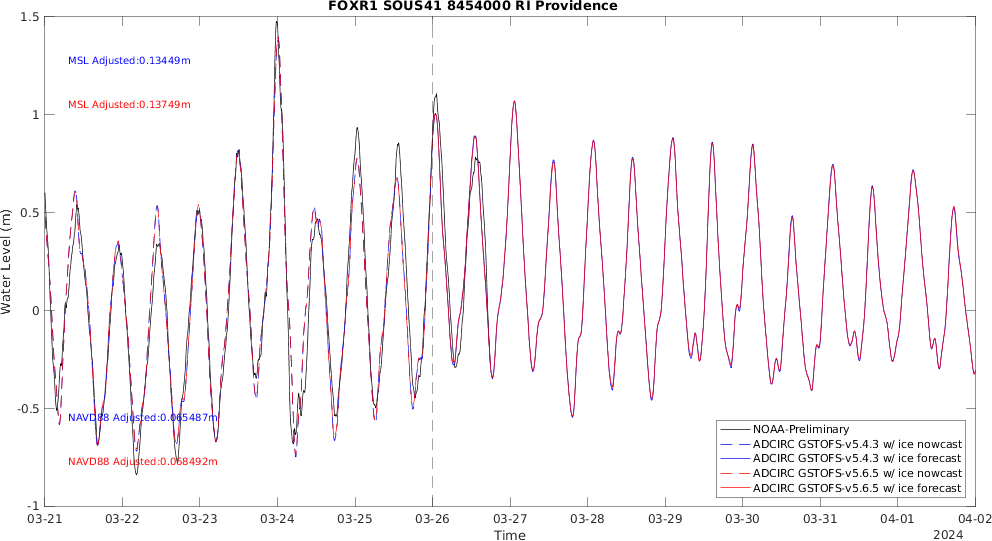 FOXR1 SOUS41 8454000 RI Providence
1.5
1
0.5
0
-0.5
-1
Water Level (m)
MSL Adjusted:0.13449m
MSL Adjusted:0.13749m
NAVD88 Adjusted:0.065487m
NAVD88 Adjusted:0.068492m
NOAA-Preliminary
ADCIRC GSTOFS-v5.4.3 w/ ice nowcast
ADCIRC GSTOFS-v5.4.3 w/ ice forecast
ADCIRC GSTOFS-v5.6.5 w/ ice nowcast
ADCIRC GSTOFS-v5.6.5 w/ ice forecast
03-21 03-22 03-23 03-24 03-25 03-26 03-27 03-28 03-29 03-30 03-31 04-01 04-02
Time
2024